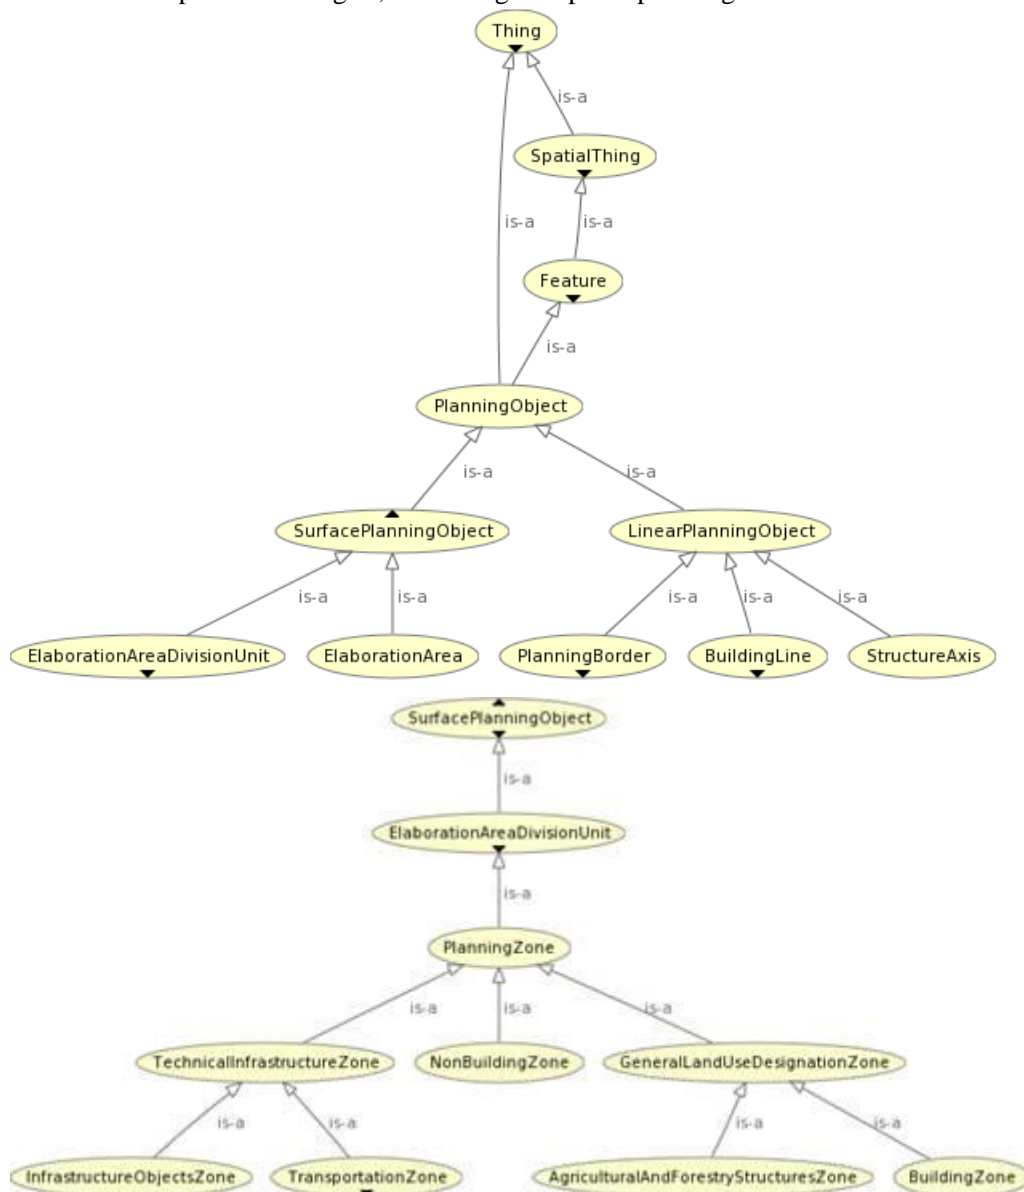 Thing
is-a
SpatialThing
is-a is-a
Feature
is-a
PlanningObject
is-a is-a
SurfacePlanningObject LinearPlanningObject
is-a is-a is-a is-a is-a
ElaborationAreaDivisionUnit ElaborationArea PlanningBorder BuildingLine StructureAxis
SurfacePlanningObject
is-a
ElaborationAreaDivisionUnit
is-a
PlanningZone
is-a is-a is-a
TechnicalInfrastructureZone NonBuildingZone GeneralLandUseDesignationZone
is-a is-a is-a is-a
InfrastructureObjectsZone TransportationZone AgriculturalAndForestryStructuresZone BuildingZone